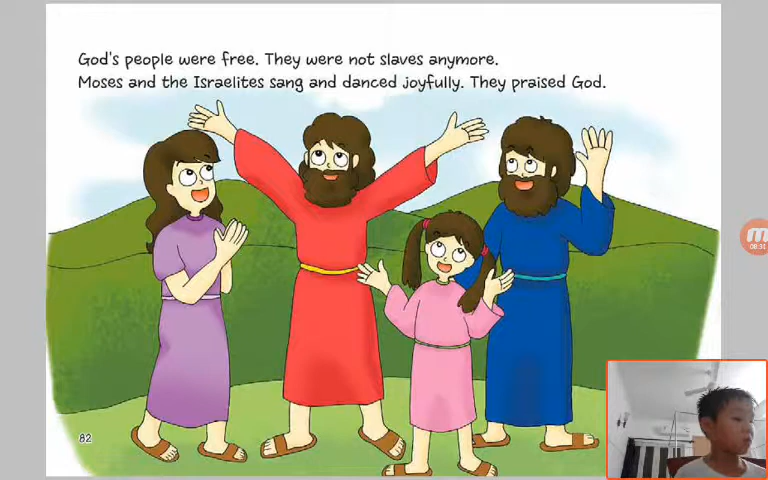 God's people were free. They were not slaves anymore.
Moses and the Israelites sang and danced joyfully. They praised God.
82